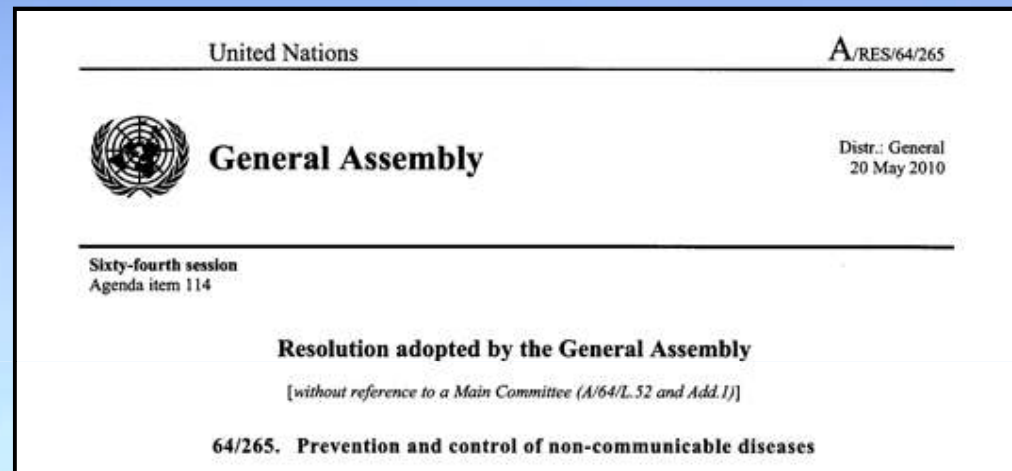 United Nations A/RES/64/265
General Assembly
Distr.: General
20 May 2010
Sixty-fourth session
Agenda item 114
Resolution adopted by the General Assembly
[without reference to a Main Committee (A/64/L.52 and Add.1)]
64/265. Prevention and control of non-communicable diseases